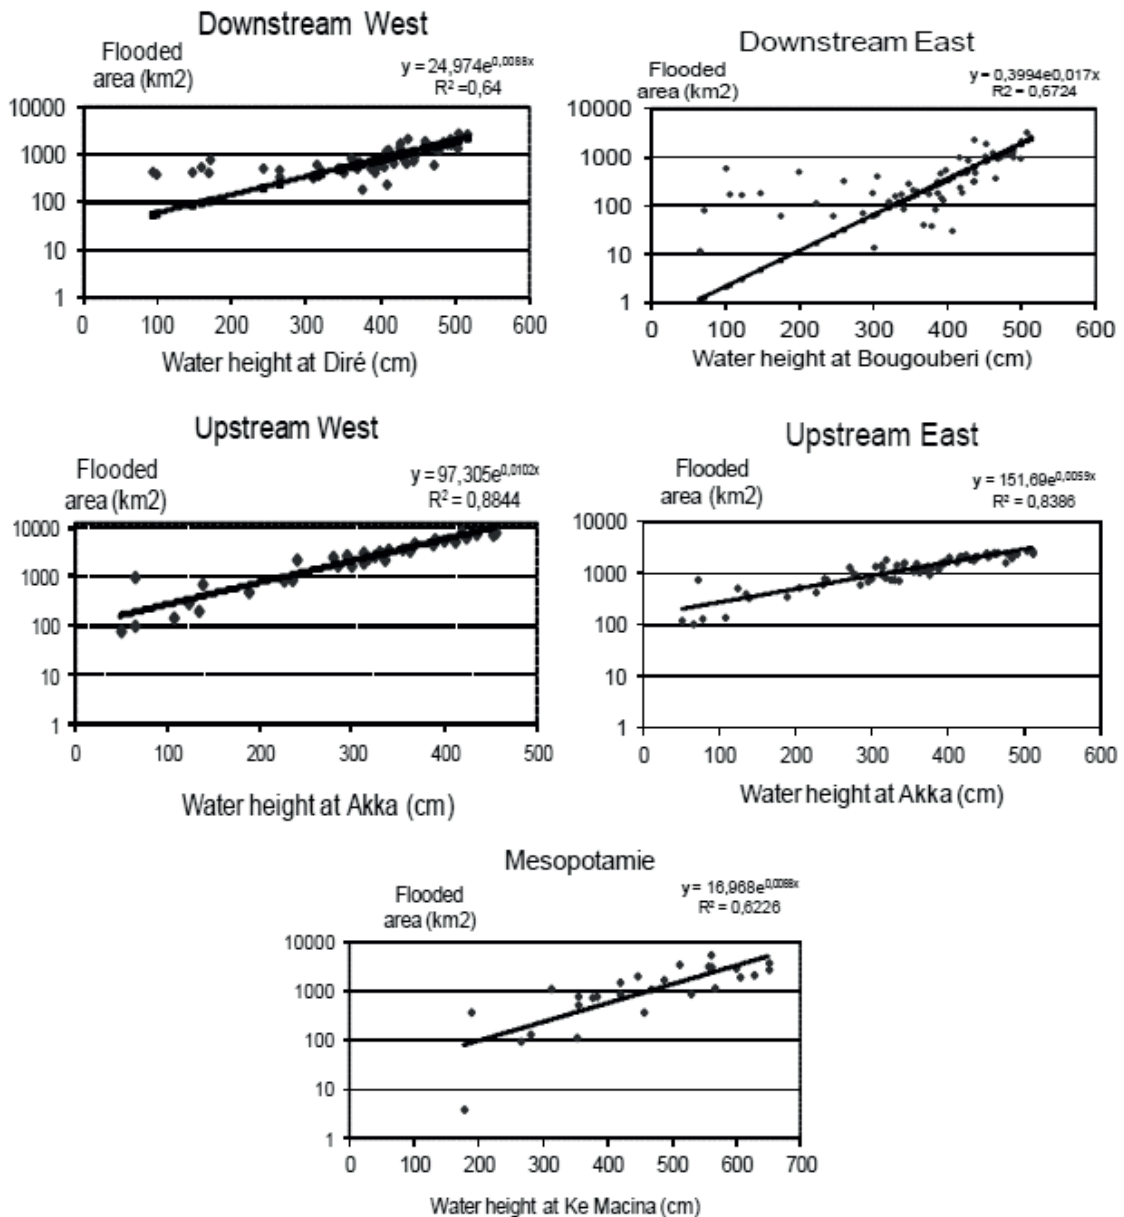 Downstream West
Flooded
area (km2)
y = 24,974e0,0088x
R² =0,64
10000
1000
100
10
1
0 100 200 300 400 500 600
Water height at Diré (cm)
Downstream East
Flooded
area (km2)
y = 0,3994e0,017x
R2 = 0,6724
10000
1000
100
10
1
0 100 200 300 400 500 600
Water height at Bougouberi (cm)
Upstream West
Flooded
area (km2)
y = 97,305e0,0102x
R² = 0,8844
10000
1000
100
10
1
0 100 200 300 400 500
Water height at Akka (cm)
Upstream East
Flooded
area (km2)
y = 151,69e0,0059x
R² = 0,8386
10000
1000
100
10
1
0 100 200 300 400 500 600
Water height at Akka (cm)
Mesopotamie
Flooded
area (km2)
y = 16,968e0,0088x
R² = 0,6226
10000
1000
100
10
1
0 100 200 300 400 500 600 700
Water height at Ke Macina (cm)